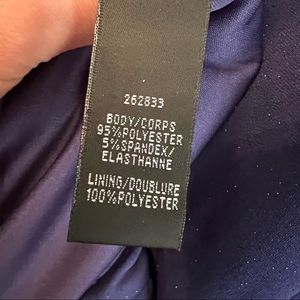 262833
BODY/CORPS
95%POLYESTER
5%SPANDEX/
ELASTHANNE
LINING/DOUBLURE
100%POLYESTER